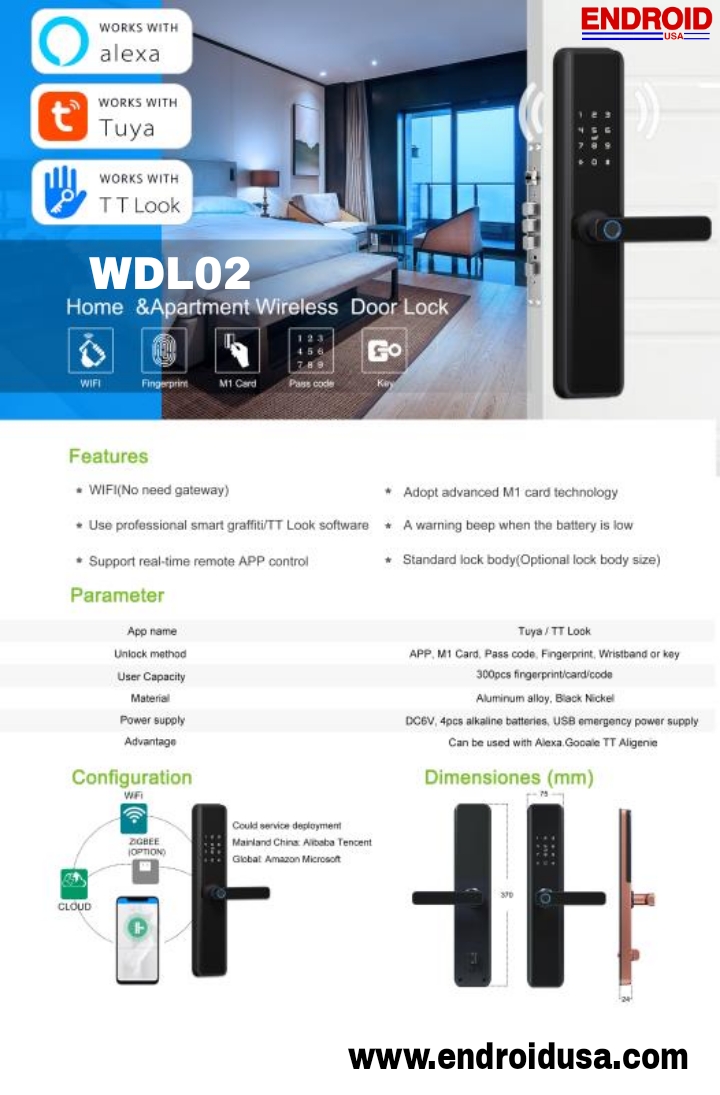 WORKS WITH
alexa
WORKS WITH
Tuya
WORKS WITH
TT Look
ENDROID
USA
1 2 3
4 5 6
7 8 9
0
WDL02
Home &Apartment Wireless Door Lock
1 2 3
4 5 6
7 8 9
WIFI Fingerprint M1 Card Pass code Key
Features
* WIFI(No need gateway)
* Adopt advanced M1 card technology
* Use professional smart graffiti/TT Look software
* A warning beep when the battery is low
* Support real-time remote APP control
* Standard lock body(Optional lock body size)
Parameter
App name Tuya / TT Look
Unlock method APP, M1 Card, Pass code, Fingerprint, Wristband or key
User Capacity 300pcs fingerprint/card/code
Material Aluminum alloy, Black Nickel
Power supply DC6V, 4pcs alkaline batteries, USB emergency power supply
Advantage Can be used with Alexa.Gooale TT Aligenie
Configuration
WiFi
ZIGBEE
(OPTION)
CLOUD
Could service deployment
Mainland China: Alibaba Tencent
Global: Amazon Microsoft
Dimensiones (mm)
75
370
24
www.endroidusa.com